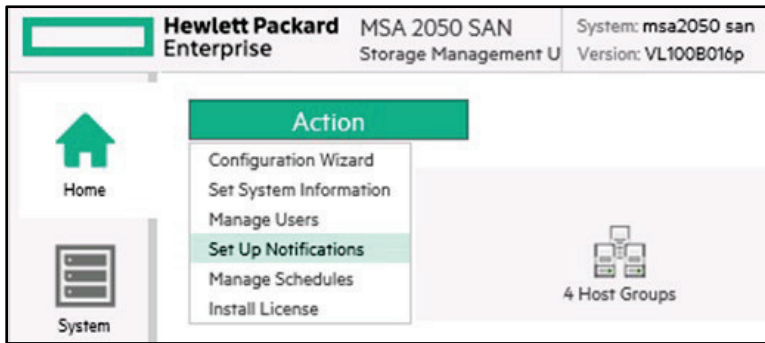 Hewlett Packard
Enterprise
MSA 2050 SAN
Storage Management U
System: msa2050 san
Version: VL100B016p
Action
Home
Configuration Wizard
Set System Information
Manage Users
Set Up Notifications
Manage Schedules
Install License
4 Host Groups
System